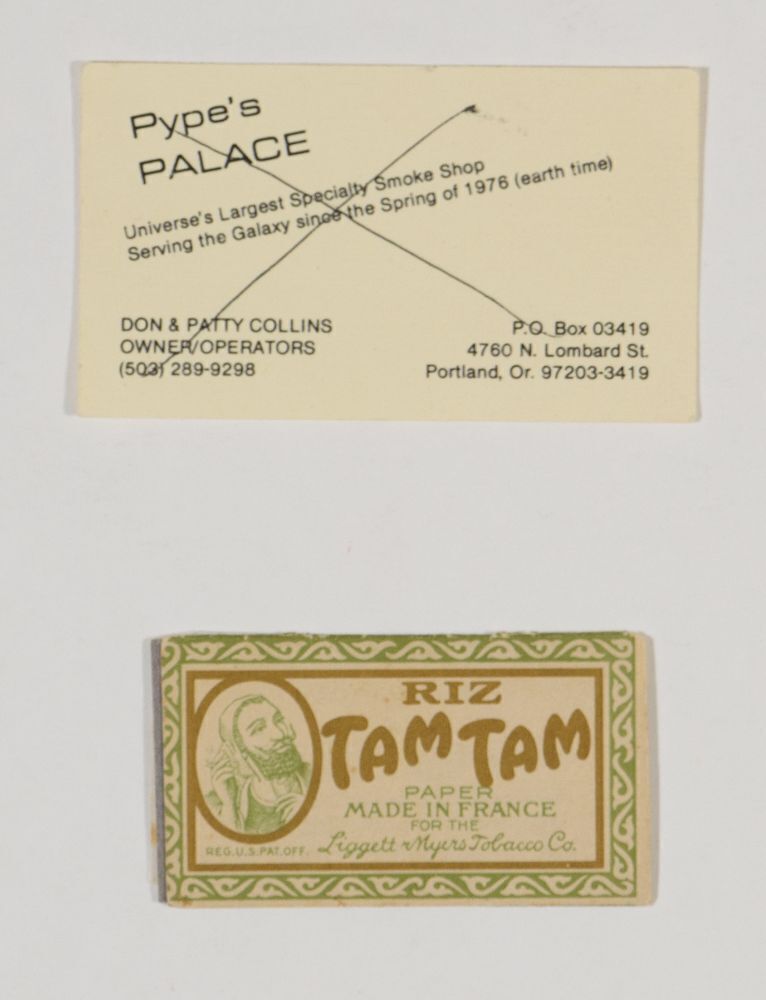 Pype's
PALACE
Universe's Largest Specialty Smoke Shop
Serving the Galaxy since the Spring of 1976 (earth time)
DON & PATTY COLLINS
OWNER/OPERATORS
(503) 289-9298
P.O. Box 03419
4760 N. Lombard St.
Portland, Or. 97203-3419
RIZ
TAM TAM
PAPER
MADE IN FRANCE
FOR THE
Liggett & Myers Tobacco Co.
REG.U.S.PAT.OFF.